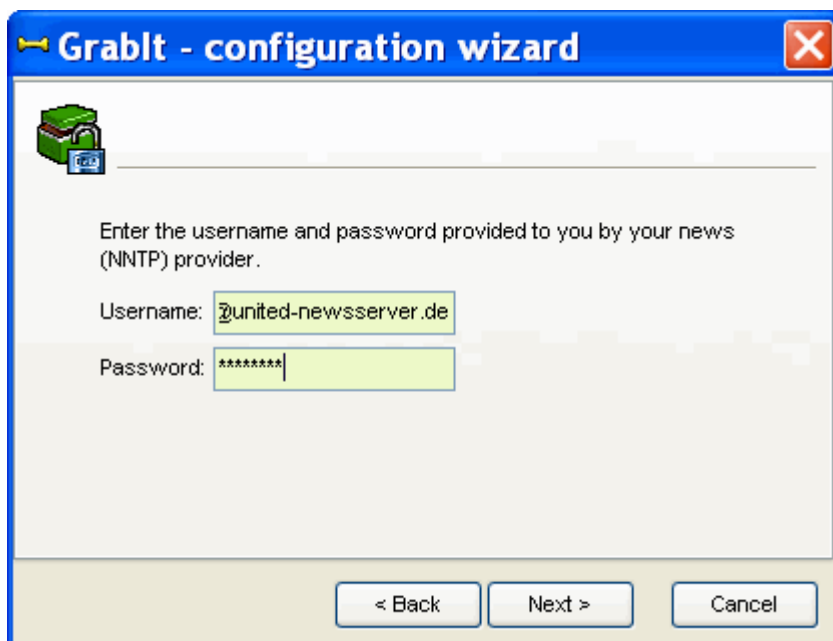 GrabIt - configuration wizard
Enter the username and password provided to you by your news
(NNTP) provider.
Username: @united-newsserver.de
Password: ********
< Back Next > Cancel